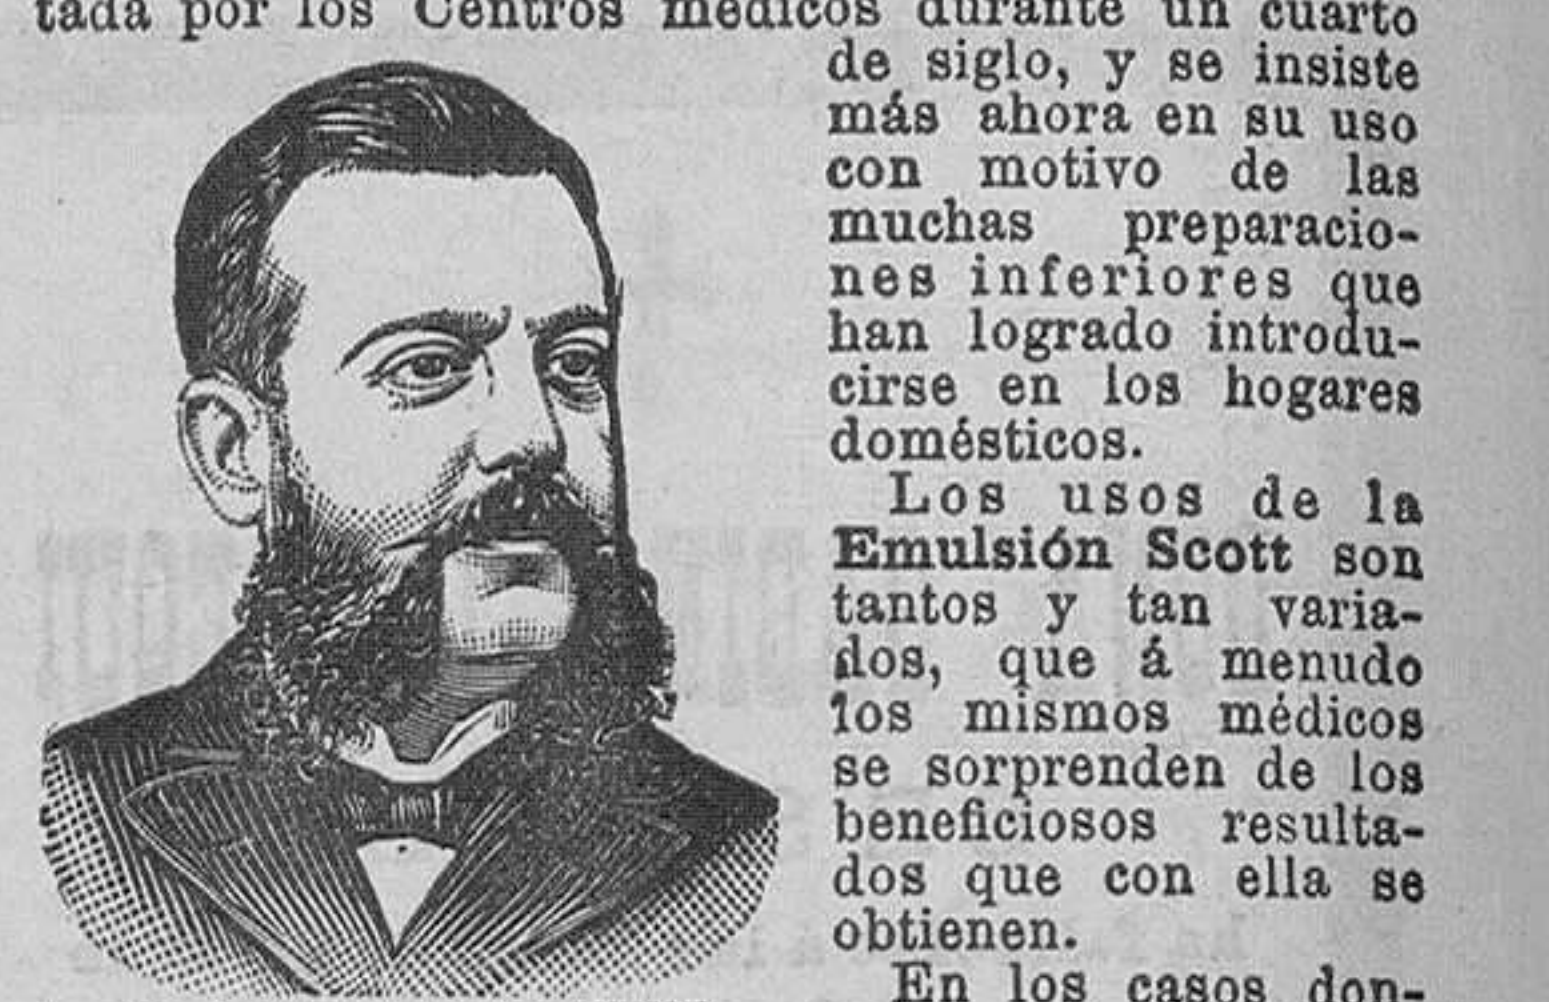 tada por los Centros médicos durante un cuarto
de siglo, y se insiste
más ahora en su uso
con motivo de las
muchas preparacio-
nes inferiores que
han logrado introdu-
cirse en los hogares
domésticos.
Los usos de la
Emulsión Scott son
tantos y tan varia-
dos, que á menudo
los mismos médicos
se sorprenden de los
beneficiosos resulta-
dos que con ella se
obtienen.
En los casos don-